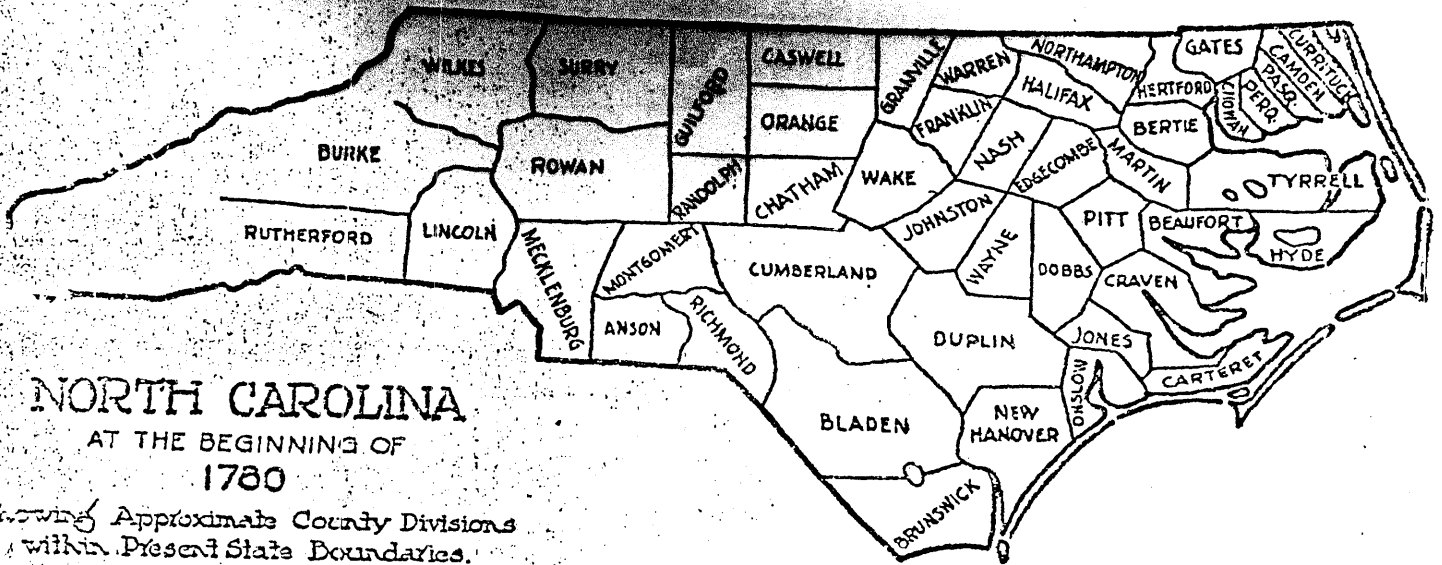 WILKES
SURRY
GUILFORD
CASWELL
GRANVILLE
WARREN
NORTHAMPTON
GATES
CURRITUCK
CAMDEN
PASQ.
PERQ.
CHOWAN
HERTFORD
HALIFAX
FRANKLIN
ORANGE
BERTIE
BURKE
ROWAN
RANDOLPH
CHATHAM
WAKE
NASH
EDGECOMBE
MARTIN
TYRRELL
RUTHERFORD
LINCOLN
MECKLENBURG
MONTGOMERY
CUMBERLAND
JOHNSTON
WAYNE
DOBBS
PITT
BEAUFORT
HYDE
CRAVEN
ANSON
RICHMOND
DUPLIN
JONES
CARTERET
ONSLOW
BLADEN
NEW
HANOVER
BRUNSWICK
NORTH CAROLINA
AT THE BEGINNING OF
1780
Approximate County Divisions
within Present State Boundaries.